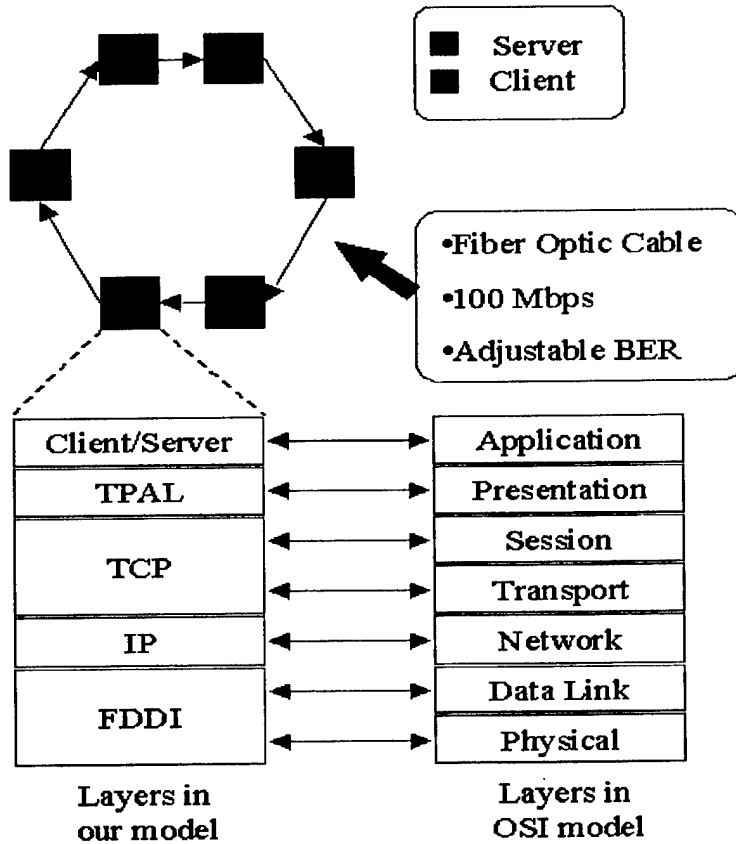 Server
Client
•Fiber Optic Cable
•100 Mbps
•Adjustable BER
Client/Server
TPAL
TCP
IP
FDDI
Layers in
our model
Application
Presentation
Session
Transport
Network
Data Link
Physical
Layers in
OSI model